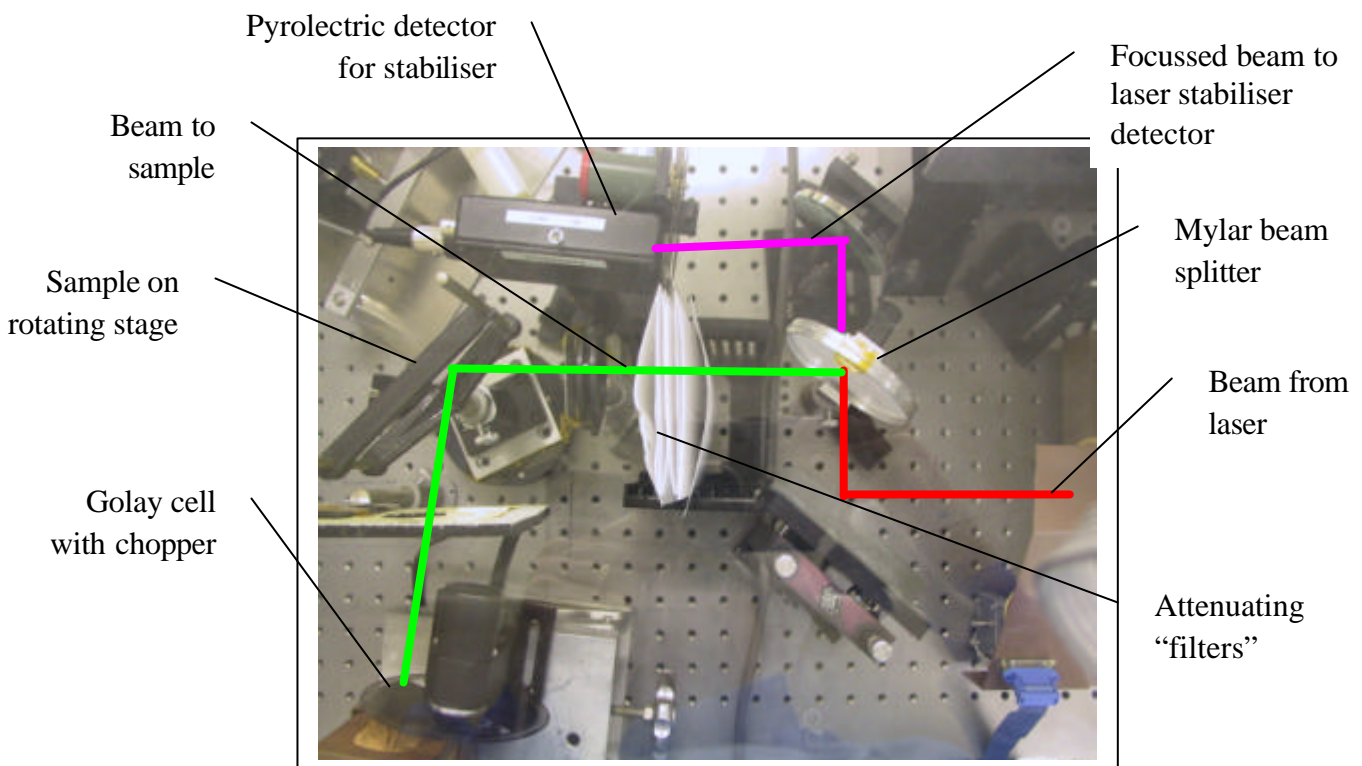 Pyrolectric detector
for stabiliser
Focussed beam to
laser stabiliser
detector
Beam to
sample
Mylar beam
splitter
Sample on
rotating stage
Beam from
laser
Golay cell
with chopper
Attenuating
“filters”